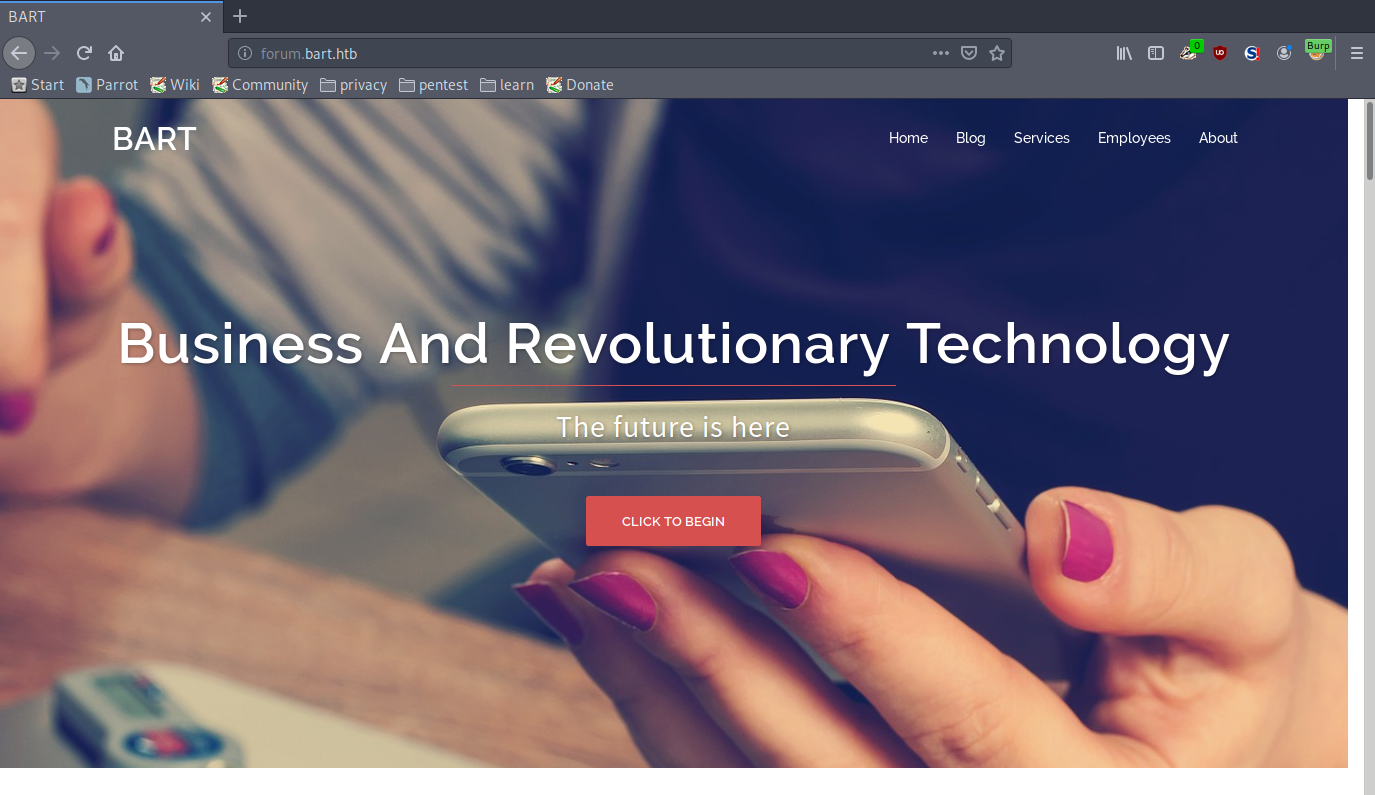 BART
forum.bart.htb
0
Burp
Start Parrot Wiki Community privacy pentest learn Donate
BART
Home Blog Services Employees About
Business And Revolutionary Technology
The future is here
CLICK TO BEGIN